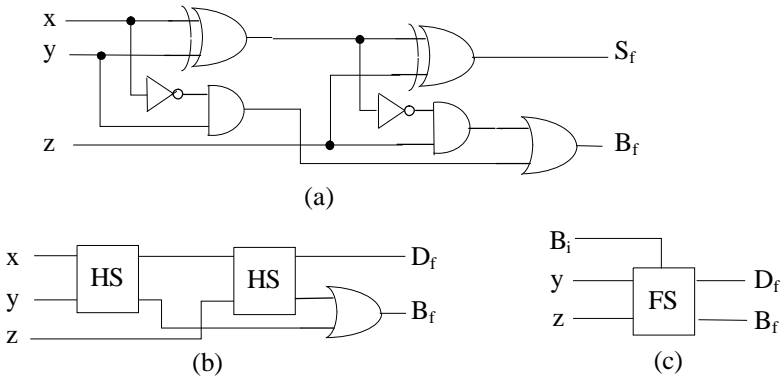 x
y
z
S_f
B_f
(a)
x
y
z
HS
HS
D_f
B_f
(b)
B_i
y
z
FS
D_f
B_f
(c)